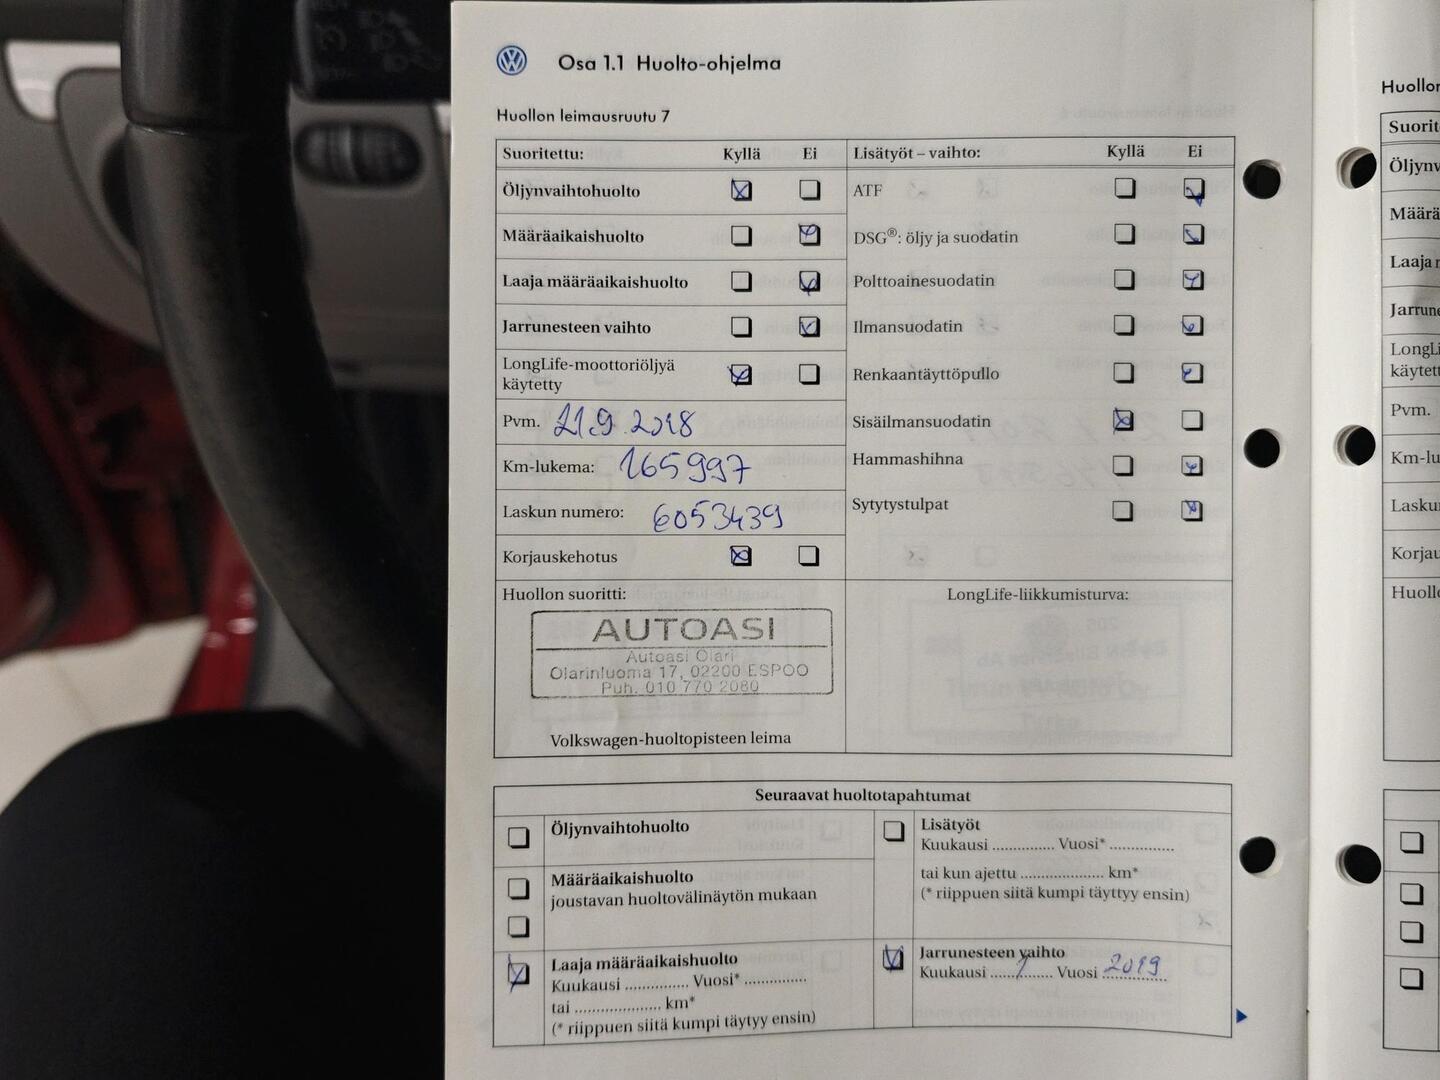 Osa 1.1 Huolto-ohjelma
Huollon leimausruutu 7
Suoritettu: Kyllä Ei
Öljynvaihtohuolto
Määräaikaishuolto
Laaja määräaikaishuolto
Jarrunesteen vaihto
LongLife-moottoriöljyä
käytetty
Pvm. 21.9.2018
Km-lukema: 165997
Laskun numero: 6053439
Korjauskehotus
Huollon suoritti:
AUTOASI
Autoasi Olari
Olarinluoma 17, 02200 ESPOO
Puh. 010 770 2080
Volkswagen-huoltopisteen leima
Lisätyöt – vaihto: Kyllä Ei
ATF
DSG®: öljy ja suodatin
Polttoainesuodatin
Ilmansuodatin
Renkaantäyttöpullo
Sisäilmansuodatin
Hammashihna
Sytytystulpat
LongLife-liikkumisturva:
Seuraavat huoltotapahtumat
Öljynvaihtohuolto
Määräaikaishuolto
joustavan huoltovälinäytön mukaan
Laaja määräaikaishuolto
Kuukausi ............... Vuosi* ...............
tai ..................... km*
(* riippuen siitä kumpi täytyy ensin)
Lisätyöt
Kuukausi ............... Vuosi* ...............
tai kun ajettu ..................... km*
(* riippuen siitä kumpi täyttyy ensin)
Jarrunesteen vaihto
Kuukausi ......1...... Vuosi 2019
Suorit
Öljynv
Määrä
Laaja
Jarrune
LongLi
käytett
Pvm.
Km-lu
Laskun
Korjau
Huollo